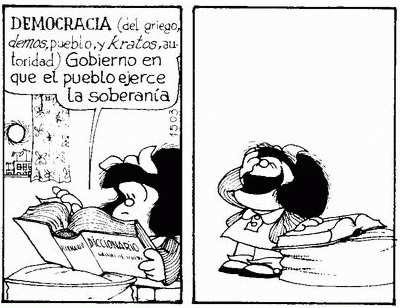 DEMOCRACIA (del griego,
demos, pueblo, y kratos, au-
toridad) Gobierno en
que el pueblo ejerce
la soberanía
1503
DICCIONARIO